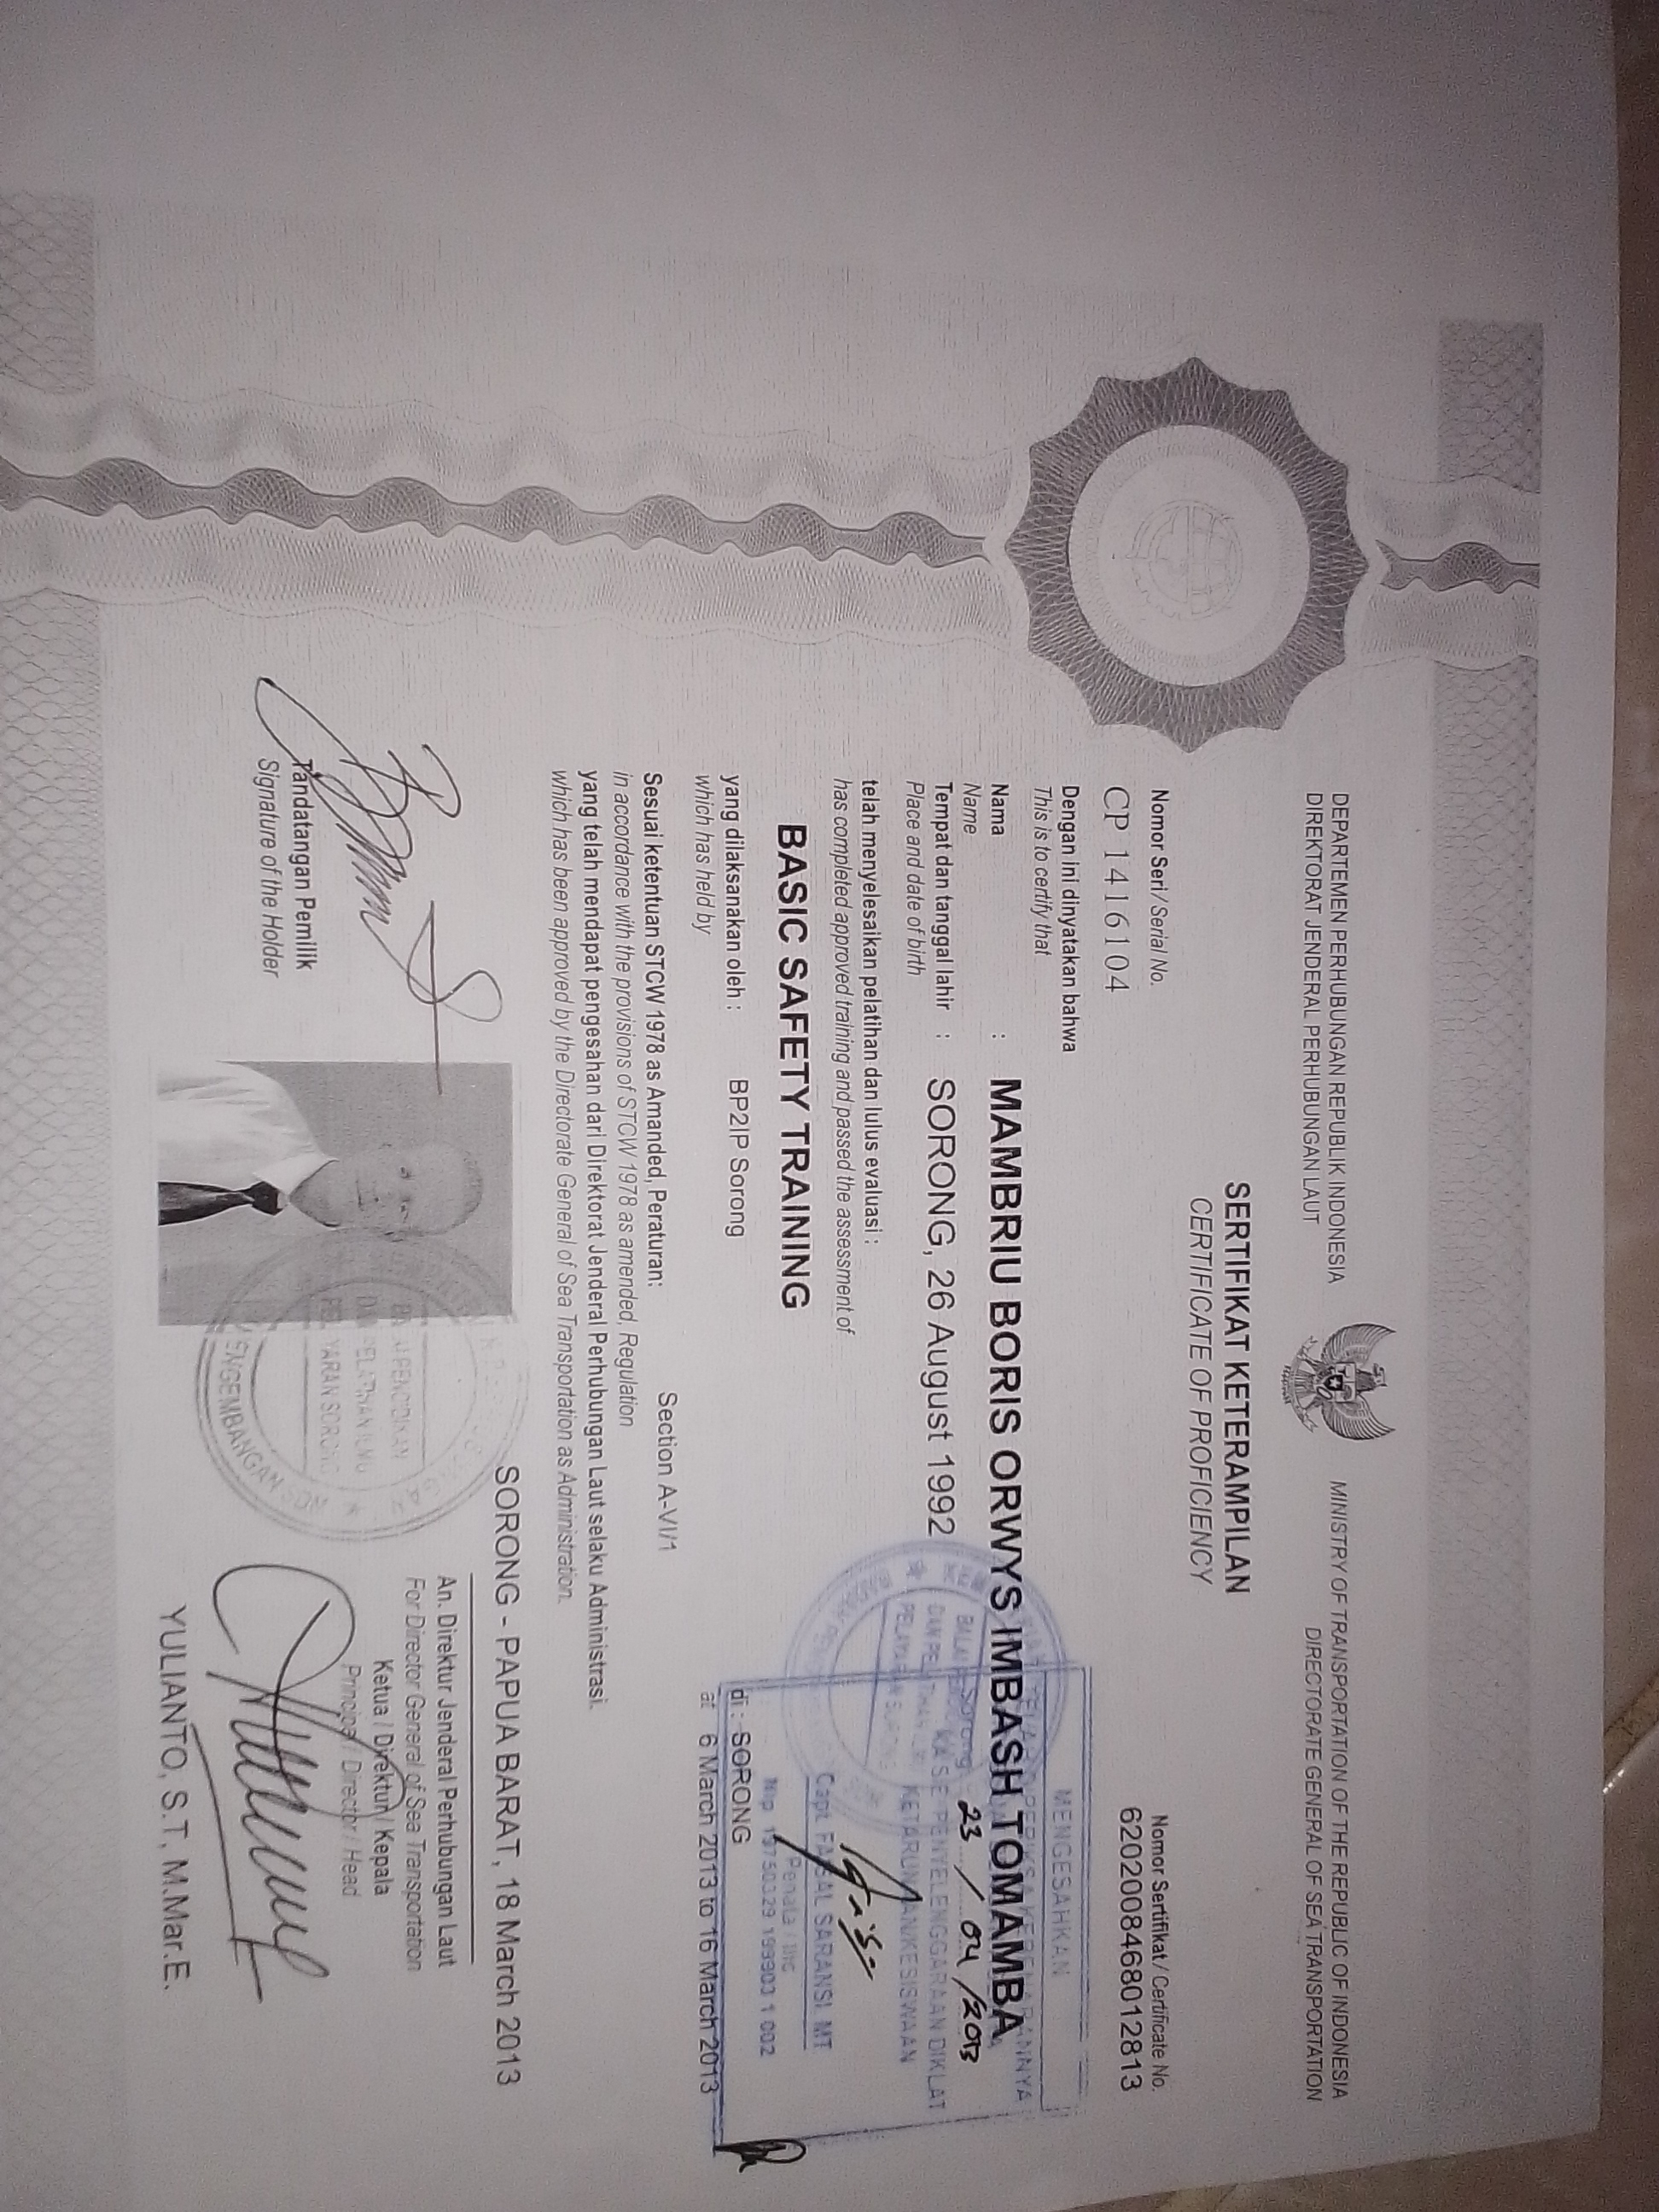 DEPARTEMEN PERHUBUNGAN REPUBLIK INDONESIA
DIREKTORAT JENDERAL PERHUBUNGAN LAUT
MINISTRY OF TRANSPORTATION OF THE REPUBLIC OF INDONESIA
DIRECTORATE GENERAL OF SEA TRANSPORTATION
SERTIFIKAT KETERAMPILAN
CERTIFICATE OF PROFICIENCY
Nomor Seri / Serial No.
CP 1416104
Nomor Sertifikat / Certificate No.
6202008468012813
Dengan ini dinyatakan bahwa
This is to certify that
Nama : MAMBRIU BORIS ORWYS IMBASH TOMAMBA
Name
Tempat dan tanggal lahir : SORONG, 26 August 1992
Place and date of birth
telah menyelesaikan pelatihan dan lulus evaluasi :
has completed approved training and passed the assessment of
BASIC SAFETY TRAINING
yang dilaksanakan oleh : BP2IP Sorong di : SORONG
which has held by at 6 March 2013 to 16 March 2013
Sesuai ketentuan STCW 1978 as Amanded, Peraturan: Section A-VI/1
in accordance with the provisions of STCW 1978 as amended, Regulation
yang telah mendapat pengesahan dari Direktorat Jenderal Perhubungan Laut selaku Administrasi.
which has been approved by the Directorate General of Sea Transportation as Administration.
SORONG - PAPUA BARAT, 18 March 2013
An. Direktur Jenderal Perhubungan Laut
For Director General of Sea Transportation
Ketua / Direktur / Kepala
Principal / Director / Head
YULIANTO, S.T, M.Mar.E.
Tandatangan Pemilik
Signature of the Holder
MENGESAHKAN
TELAH DIPERIKSA KEBENARANNYA
Sorong 23 / 04 / 2013
KASIE PENYELENGGARAAN DIKLAT
KETARUNAANKESISWAAN
Capt. FAISAL SARANSI. MT
Penata / IIIc
Nip 19750329 199903 1 002
BALAI PENDIDIKAN
DAN PELATIHAN ILMU
PELAYARAN SORONG